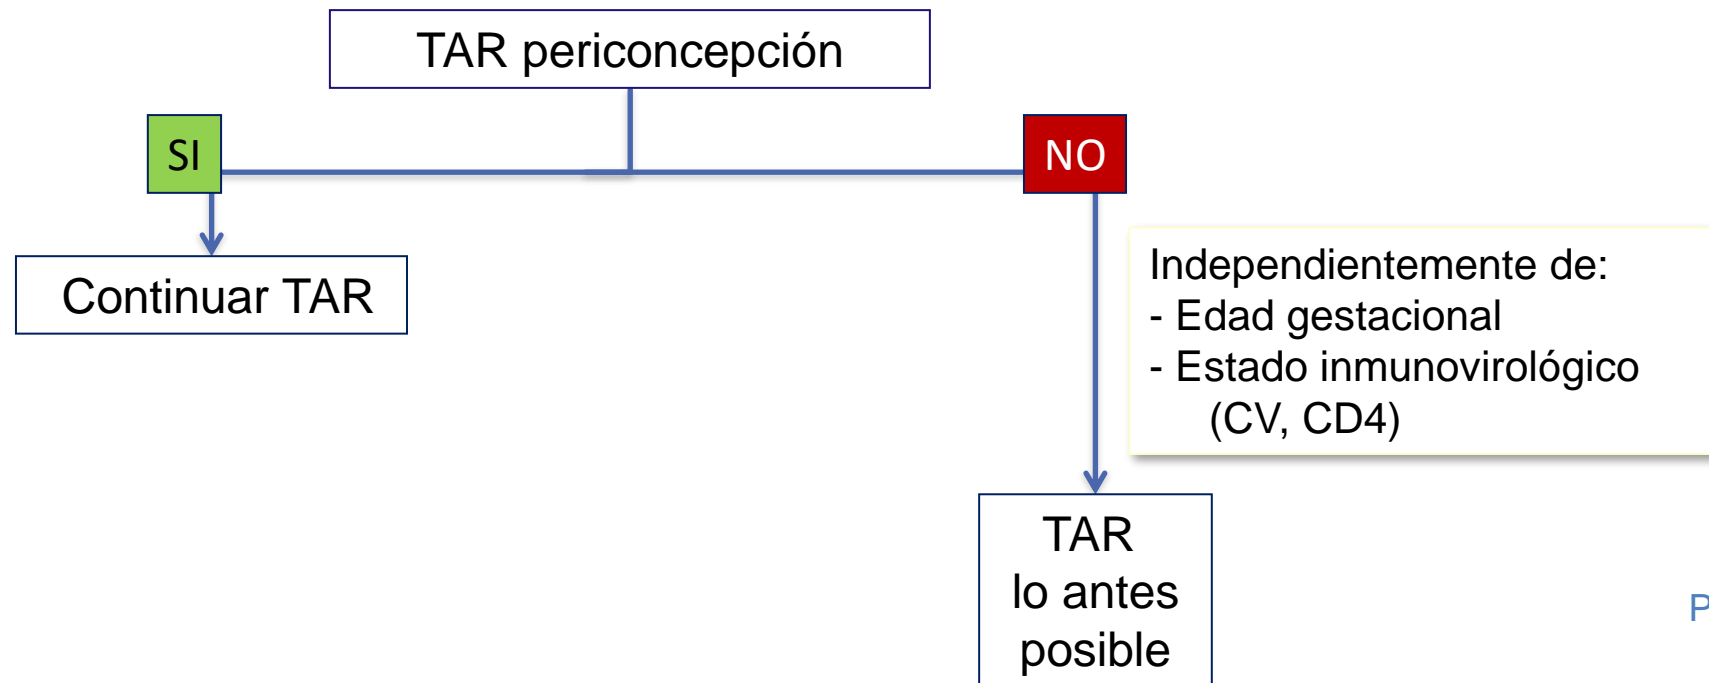 TAR periconcepción
SI
NO
Continuar TAR
Independientemente de:
- Edad gestacional
- Estado inmunovirológico
(CV, CD4)
TAR
lo antes
posible
P